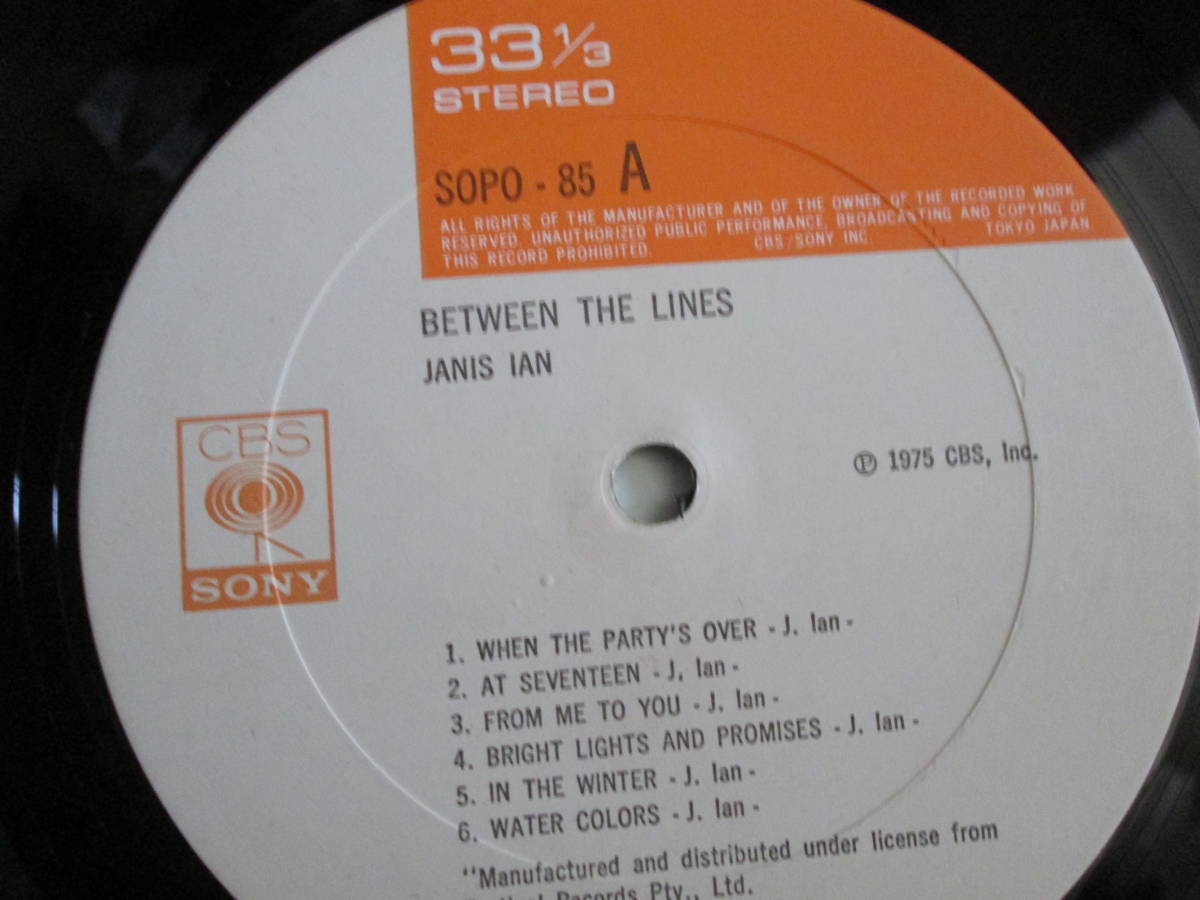 33 1/3
STEREO
SOPO - 85 A
ALL RIGHTS OF THE MANUFACTURER AND OF THE OWNER OF THE RECORDED WORK
RESERVED. UNAUTHORIZED PUBLIC PERFORMANCE, BROADCASTING AND COPYING OF
THIS RECORD PROHIBITED. CBS/SONY INC. TOKYO JAPAN
BETWEEN THE LINES
JANIS IAN
CBS
SONY
Ⓟ 1975 CBS, Inc.
1. WHEN THE PARTY'S OVER - J. Ian -
2. AT SEVENTEEN - J. Ian -
3. FROM ME TO YOU - J. Ian -
4. BRIGHT LIGHTS AND PROMISES - J. Ian -
5. IN THE WINTER - J. Ian -
6. WATER COLORS - J. Ian -
"Manufactured and distributed under license from
Records Pty., Ltd.